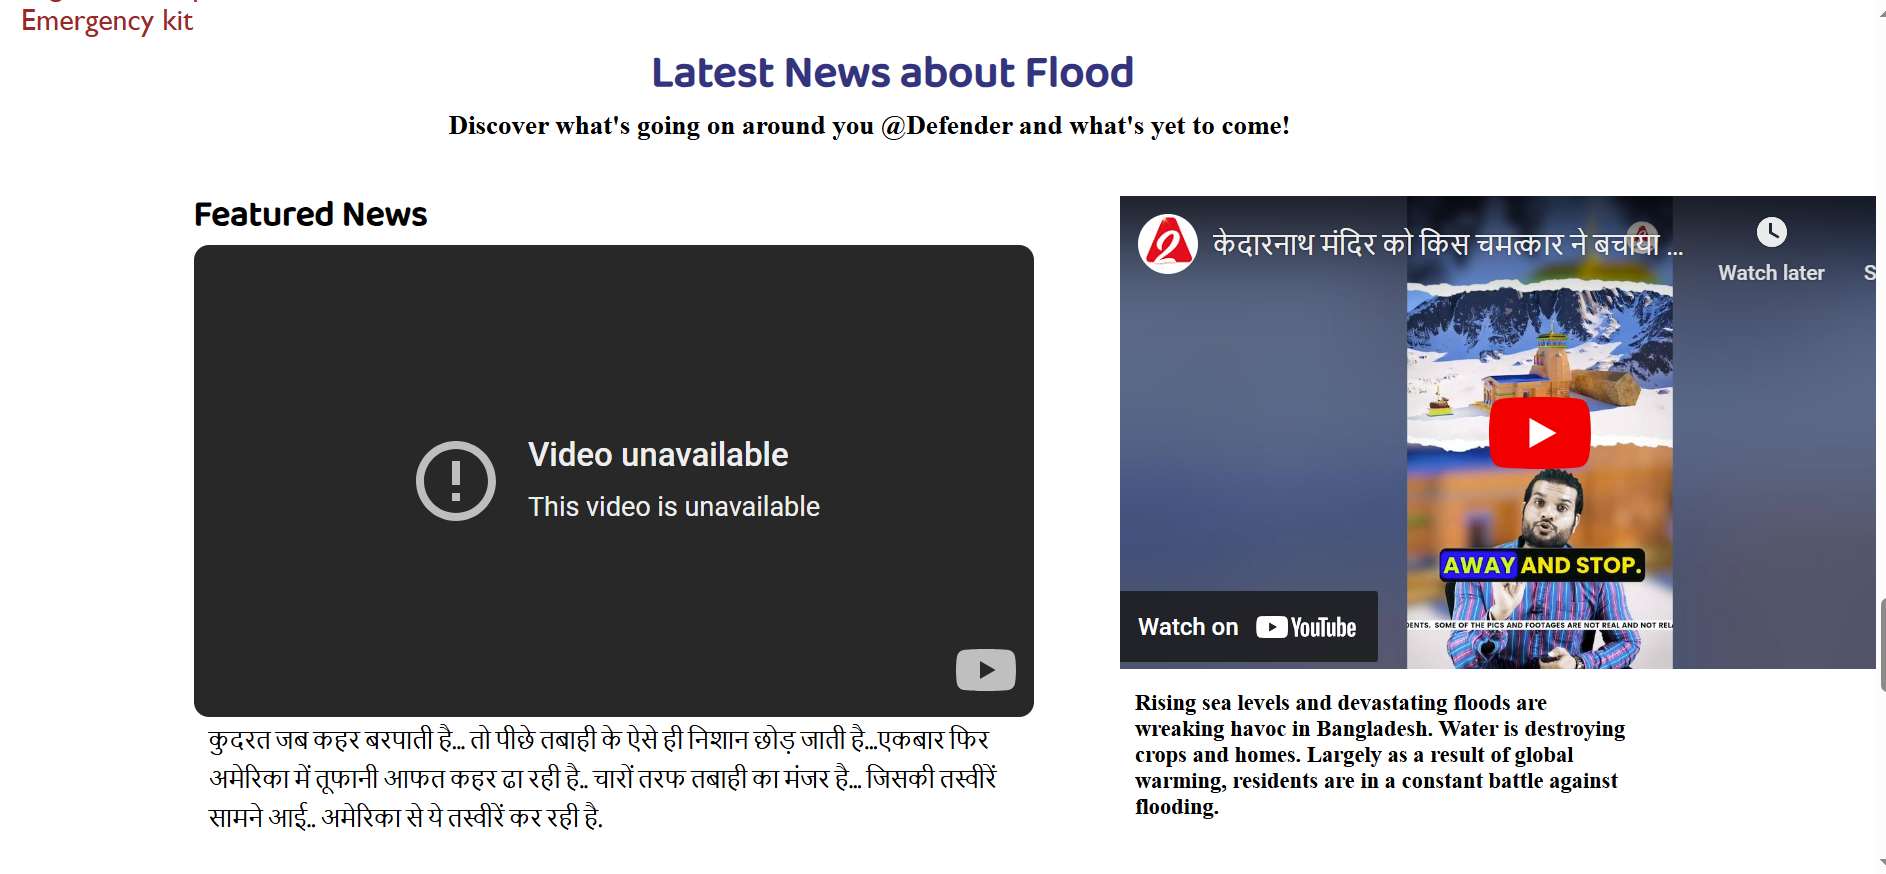 Emergency kit
Latest News about Flood
Discover what's going on around you @Defender and what's yet to come!
Featured News
Video unavailable
This video is unavailable
कुदरत जब कहर बरपाती है... तो पीछे तबाही के ऐसे ही निशान छोड़ जाती है...एकबार फिर
अमेरिका में तूफानी आफत कहर ढा रही है.. चारों तरफ तबाही का मंजर है... जिसकी तस्वीरें
सामने आई.. अमेरिका से ये तस्वीरें कर रही है.
केदारनाथ मंदिर को किस चमत्कार ने बचाया ...
Watch later
S
AWAY AND STOP.
DENTS. SOME OF THE PICS AND FOOTAGES ARE NOT REAL AND NOT RELA
Watch on YouTube
Rising sea levels and devastating floods are
wreaking havoc in Bangladesh. Water is destroying
crops and homes. Largely as a result of global
warming, residents are in a constant battle against
flooding.